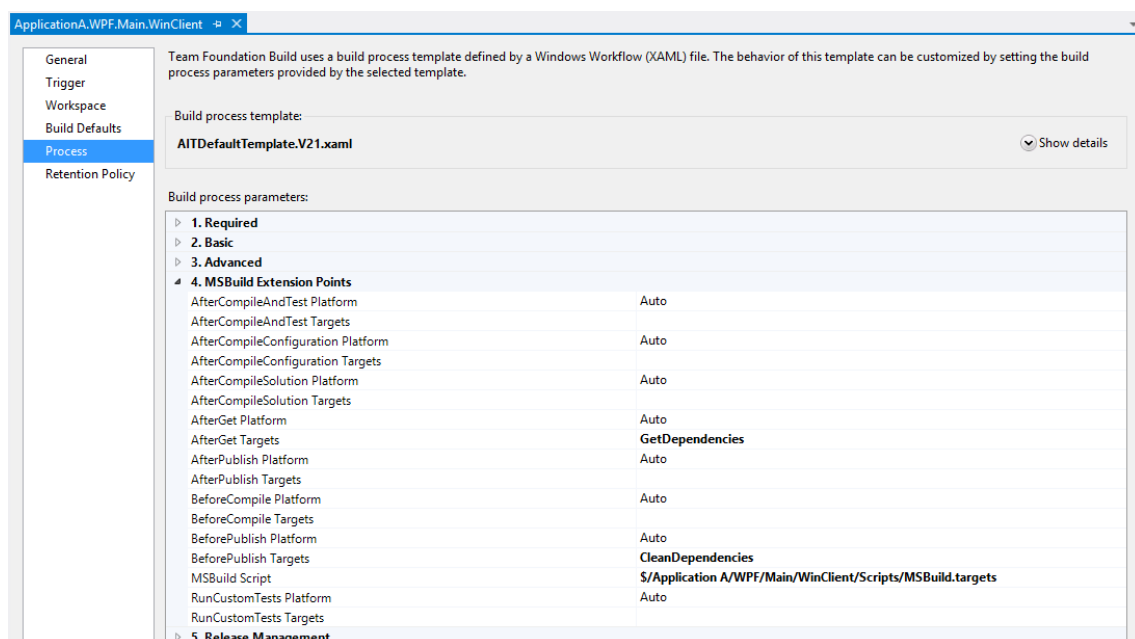 ApplicationA.WPF.Main.WinClient
General
Trigger
Workspace
Build Defaults
Process
Retention Policy
Team Foundation Build uses a build process template defined by a Windows Workflow (XAML) file. The behavior of this template can be customized by setting the build
process parameters provided by the selected template.
Build process template:
AITDefaultTemplate.V21.xaml
Show details
Build process parameters:
1. Required
2. Basic
3. Advanced
4. MSBuild Extension Points
AfterCompileAndTest Platform Auto
AfterCompileAndTest Targets
AfterCompileConfiguration Platform Auto
AfterCompileConfiguration Targets
AfterCompileSolution Platform Auto
AfterCompileSolution Targets
AfterGet Platform Auto
AfterGet Targets GetDependencies
AfterPublish Platform Auto
AfterPublish Targets
BeforeCompile Platform Auto
BeforeCompile Targets
BeforePublish Platform Auto
BeforePublish Targets CleanDependencies
MSBuild Script $/Application A/WPF/Main/WinClient/Scripts/MSBuild.targets
RunCustomTests Platform Auto
RunCustomTests Targets
5. Release Management